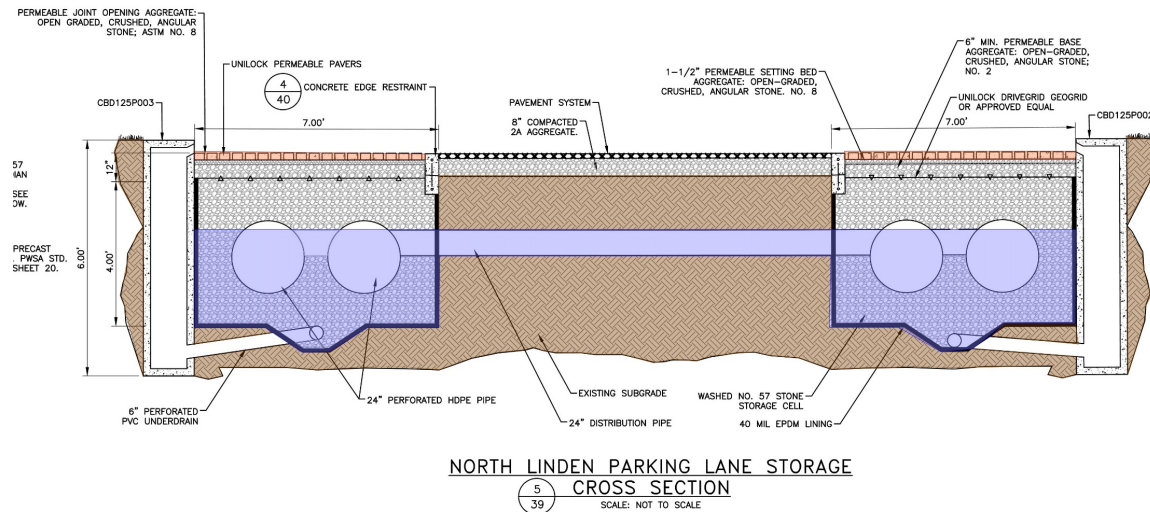 PERMEABLE JOINT OPENING AGGREGATE:
OPEN GRADED, CRUSHED, ANGULAR
STONE; ASTM NO. 8
UNILOCK PERMEABLE PAVERS
4
40
CONCRETE EDGE RESTRAINT
CBD125P003
7.00'
PAVEMENT SYSTEM
8" COMPACTED
2A AGGREGATE.
1-1/2" PERMEABLE SETTING BED
AGGREGATE: OPEN-GRADED,
CRUSHED, ANGULAR STONE. NO. 8
6" MIN. PERMEABLE BASE
AGGREGATE: OPEN-GRADED,
CRUSHED, ANGULAR STONE;
NO. 2
UNILOCK DRIVEGRID GEOGRID
OR APPROVED EQUAL
7.00'
CBD125P002
57
SEE
OW.
PRECAST
PWSA STD.
SHEET 20.
12"
6.00'
4.00'
6" PERFORATED
PVC UNDERDRAIN
24" PERFORATED HDPE PIPE
EXISTING SUBGRADE
24" DISTRIBUTION PIPE
WASHED NO. 57 STONE
STORAGE CELL
40 MIL EPDM LINING
NORTH LINDEN PARKING LANE STORAGE
5
39
CROSS SECTION
SCALE: NOT TO SCALE